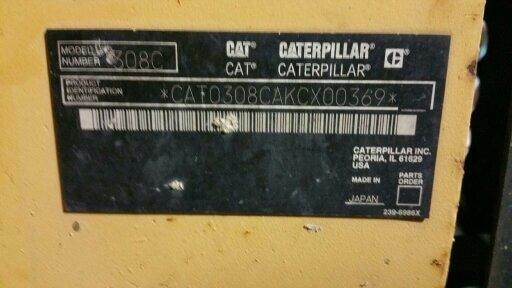 MODEL NUMBER 308C
CAT® CATERPILLAR® C®
CAT® CATERPILLAR®
PRODUCT IDENTIFICATION NUMBER *CAT0308CAKCX00369*
CATERPILLAR INC.
PEORIA, IL 61629
USA
MADE IN PARTS ORDER
JAPAN
239-6986X